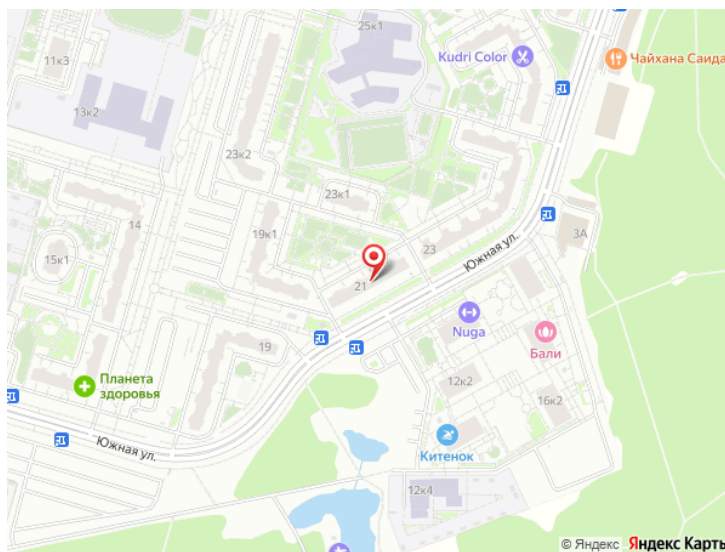 25к1
Kudri Color
Чайхана Саида
11к3
13к2
23к2
23к1
14
19к1
23
3А
15к1
Южная ул.
21
Nuga
Бали
19
Планета
здоровья
12к2
16к2
Южная ул.
Китенок
12к4
© Яндекс Яндекс Карты